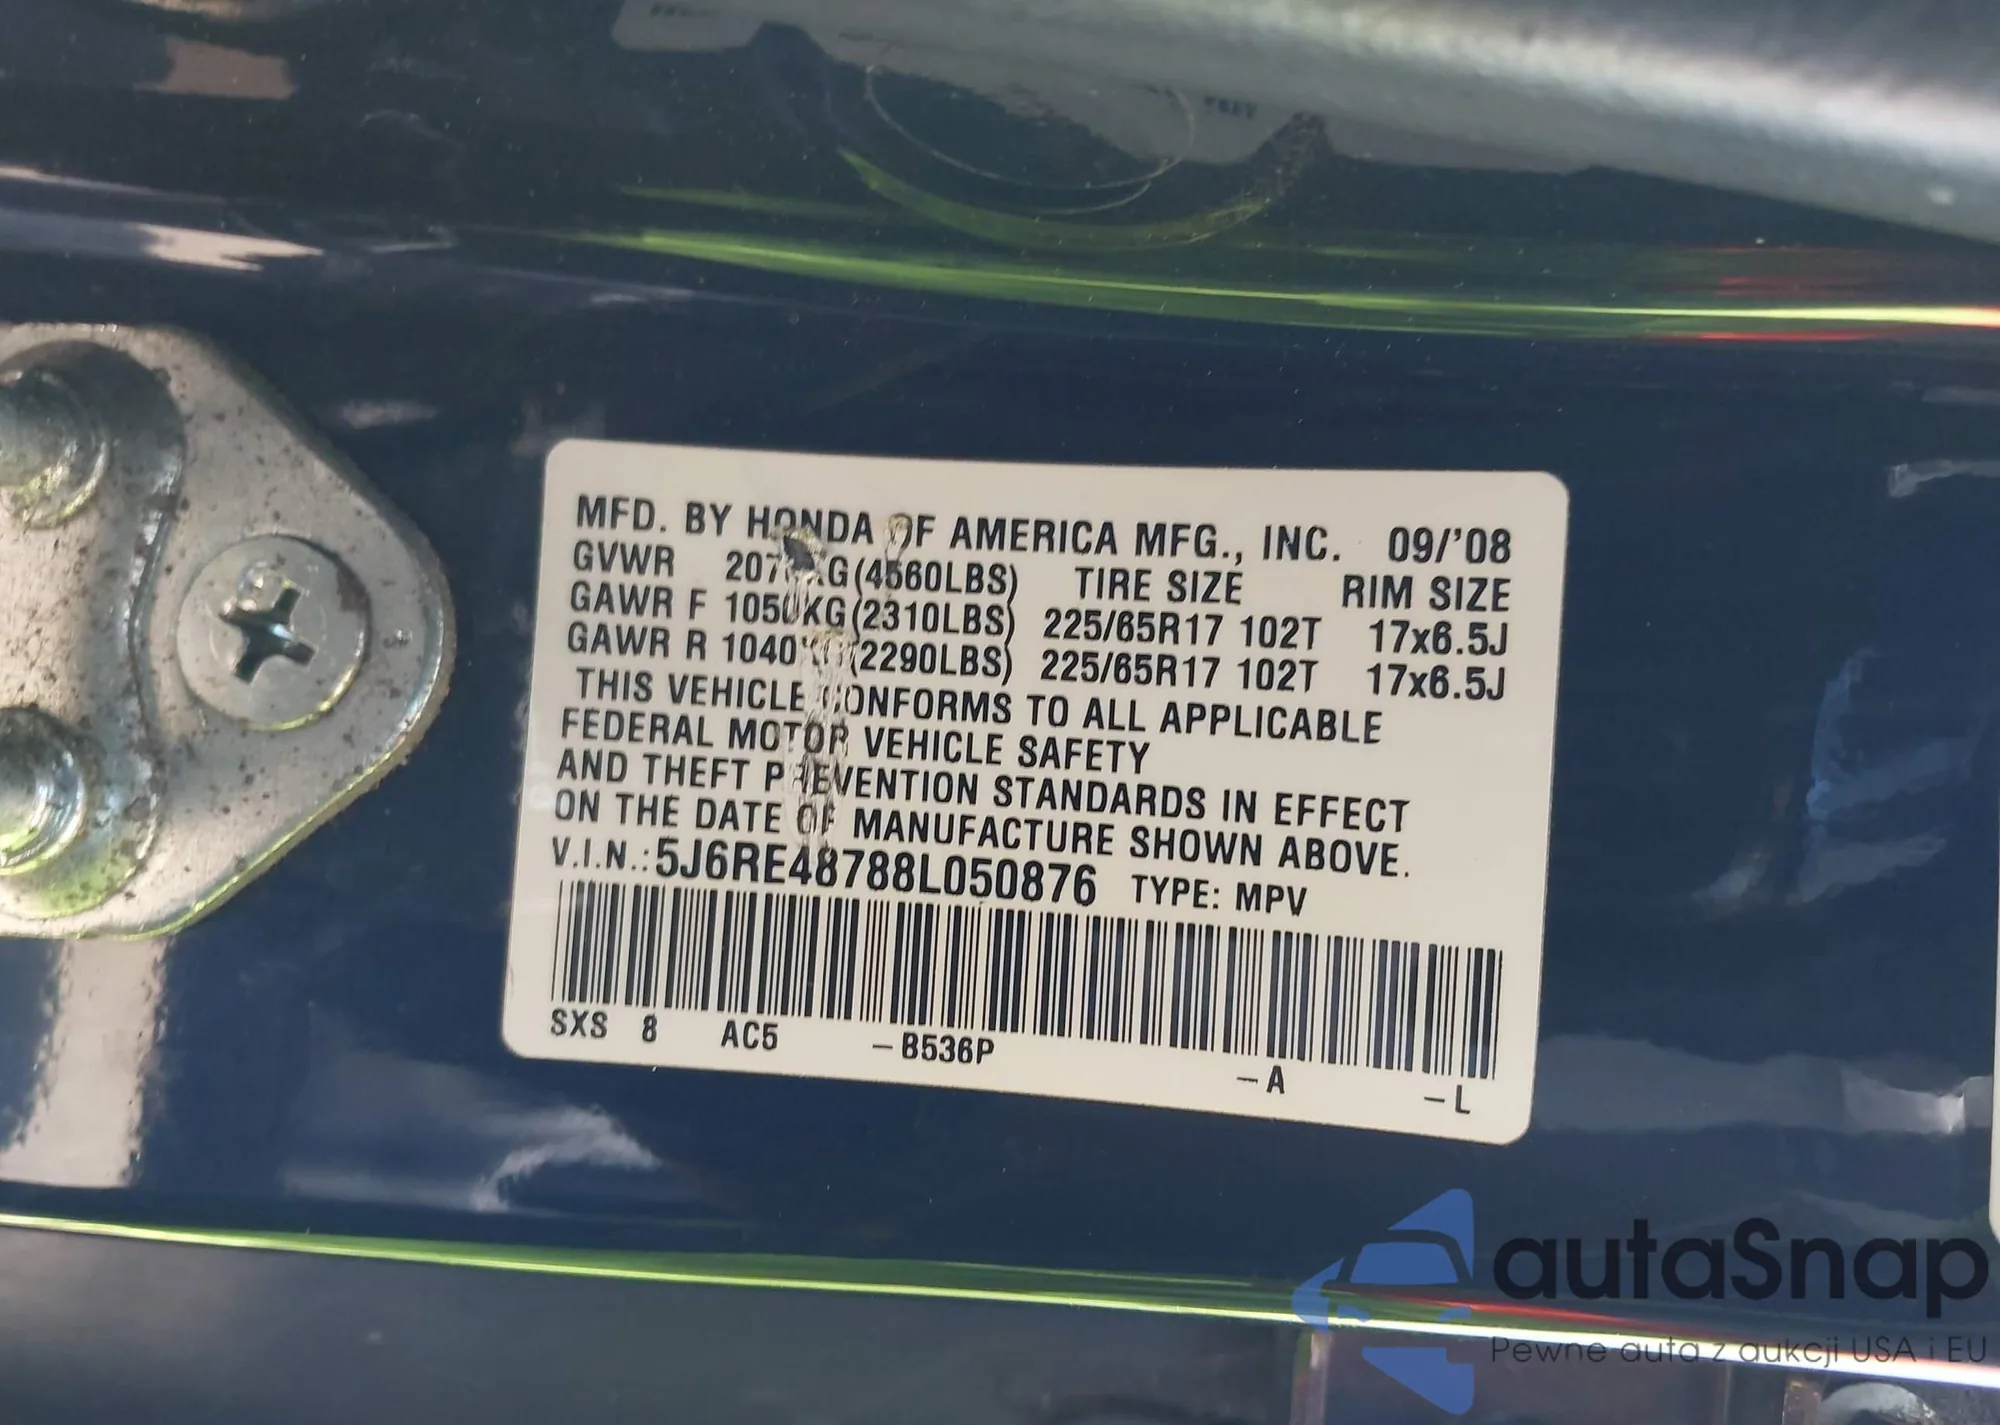 MFD. BY HONDA OF AMERICA MFG., INC. 09/'08
GVWR KG(4560LBS) TIRE SIZE RIM SIZE
GAWR F 1050KG(2310LBS) 225/65R17 102T 17x6.5J
GAWR R 1040KG(2290LBS) 225/65R17 102T 17x6.5J
THIS VEHICLE CONFORMS TO ALL APPLICABLE
FEDERAL MOTOR VEHICLE SAFETY
AND THEFT PREVENTION STANDARDS IN EFFECT
ON THE DATE OF MANUFACTURE SHOWN ABOVE.
V.I.N.:5J6RE48788L050876 TYPE: MPV
SXS 8 AC5 -B536P -A -L
autaSnap
Pewne auta z aukcji USA i EU